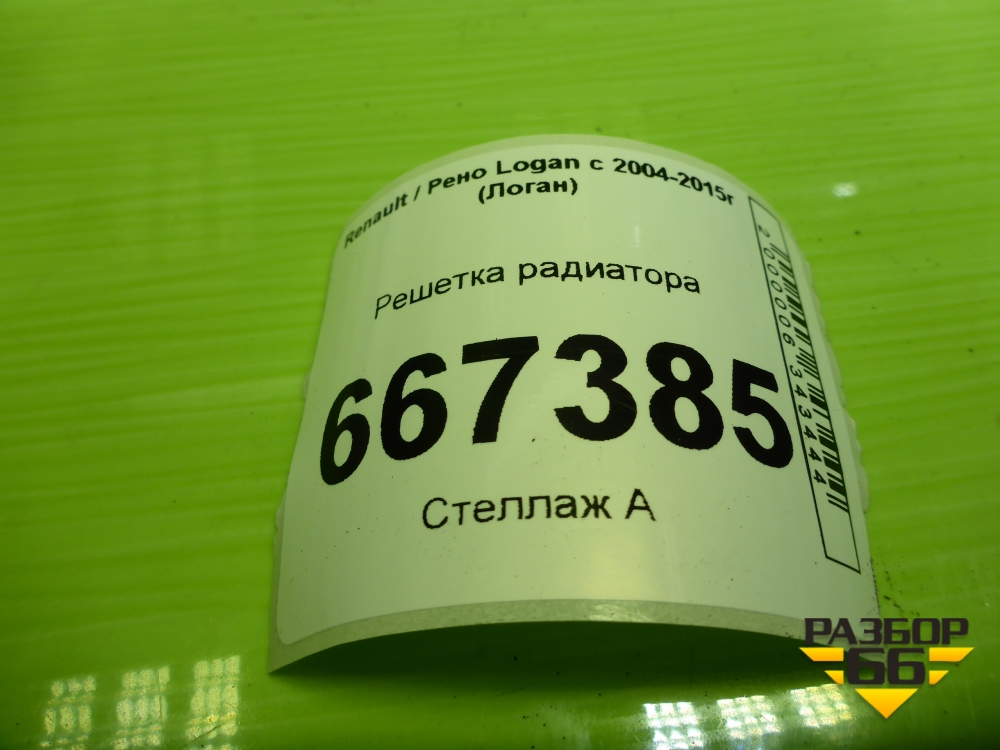 Renault / Рено Logan с 2004-2015г
(Логан)
Решетка радиатора
667385
Стеллаж А
2000006343444
РАЗБОР
66